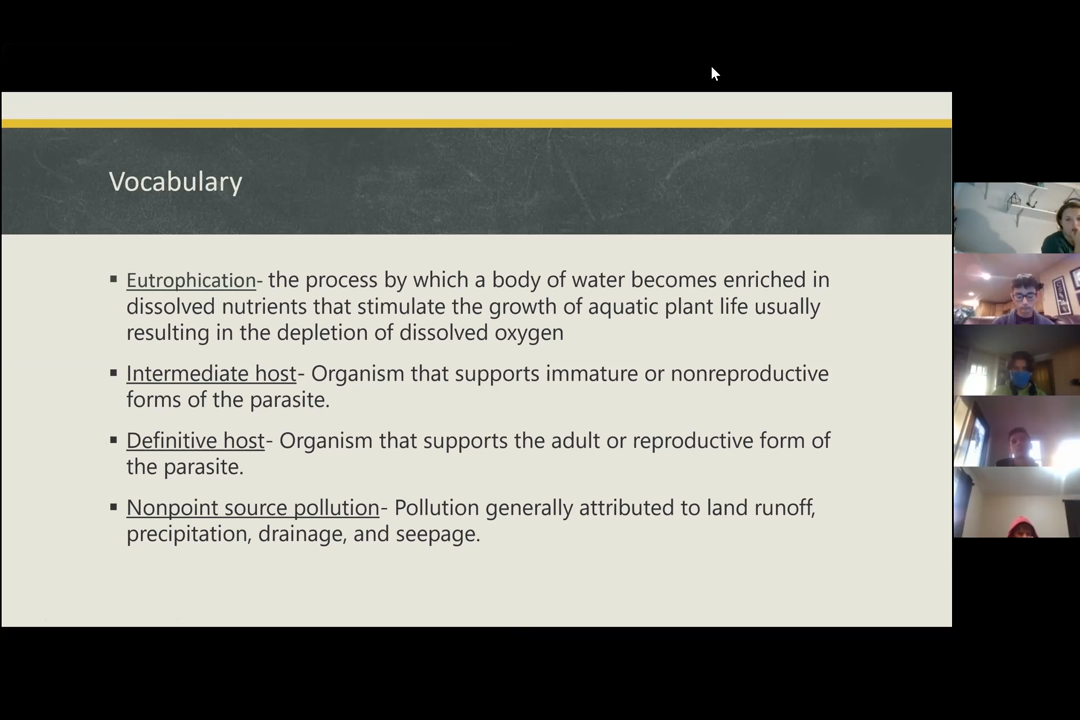 Vocabulary
▪ Eutrophication- the process by which a body of water becomes enriched in
dissolved nutrients that stimulate the growth of aquatic plant life usually
resulting in the depletion of dissolved oxygen
▪ Intermediate host- Organism that supports immature or nonreproductive
forms of the parasite.
▪ Definitive host- Organism that supports the adult or reproductive form of
the parasite.
▪ Nonpoint source pollution- Pollution generally attributed to land runoff,
precipitation, drainage, and seepage.